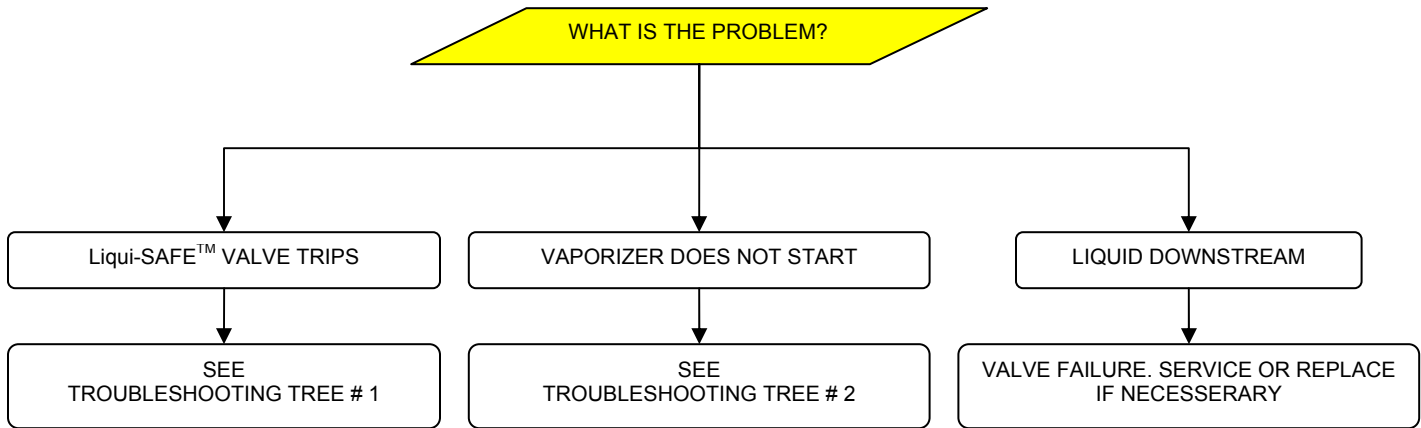 WHAT IS THE PROBLEM?
Liqui-SAFE™ VALVE TRIPS
VAPORIZER DOES NOT START
LIQUID DOWNSTREAM
SEE
TROUBLESHOOTING TREE # 1
SEE
TROUBLESHOOTING TREE # 2
VALVE FAILURE. SERVICE OR REPLACE
IF NECESSERARY